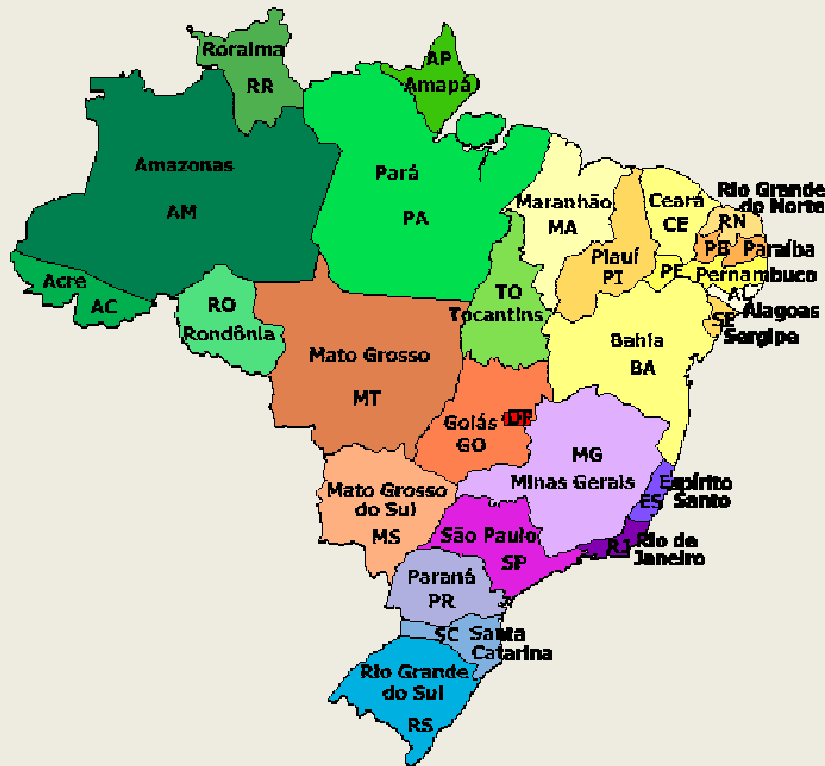 Roraima
RR
AP
Amapá
Amazonas
AM
Pará
PA
Maranhão
MA
Ceará
CE
Rio Grande
do Norte
RN
Piauí
PI
PB
Paraíba
PE
Pernambuco
AL
Alagoas
SE
Sergipe
Acre
AC
RO
Rondônia
TO
Tocantins
Mato Grosso
MT
Bahia
BA
Goiás
GO
DF
MG
Minas Gerais
Espírito
Santo
ES
Mato Grosso
do Sul
MS
São Paulo
SP
RJ
Rio de
Janeiro
Paraná
PR
SC
Santa
Catarina
Rio Grande
do Sul
RS